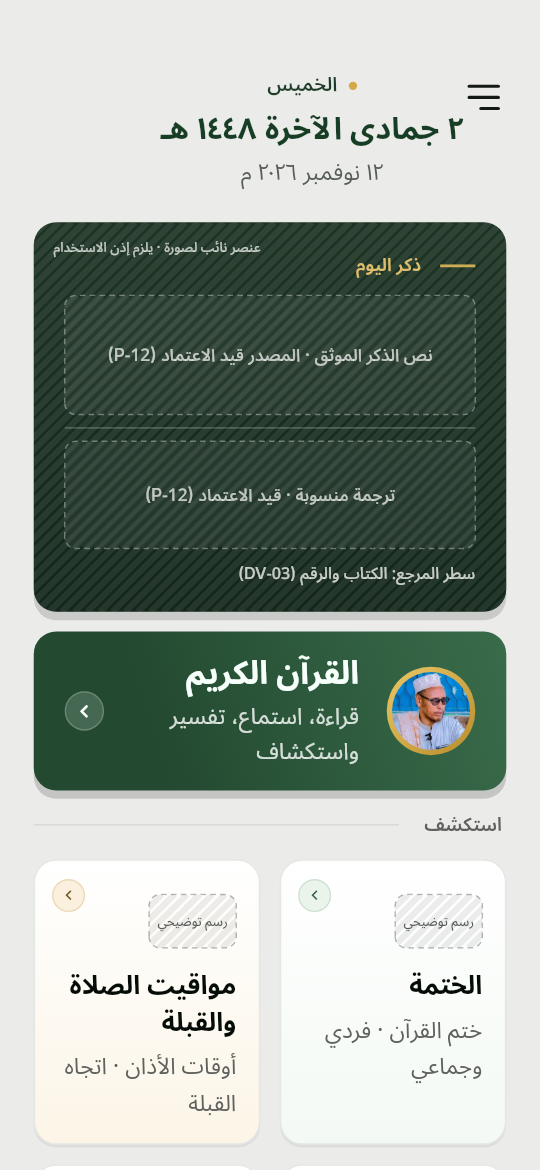 الخميس
٢ جمادى الآخرة ١٤٤٨ هـ
١٢ نوفمبر ٢٠٢٦ م
عنصر نائب لصورة · يلزم إذن الاستخدام
ذكر اليوم
نص الذكر الموثق · المصدر قيد الاعتماد (P-12)
ترجمة منسوبة · قيد الاعتماد (P-12)
سطر المرجع: الكتاب والرقم (DV-03)
القرآن الكريم
قراءة، استماع، تفسير
واستكشاف
استكشف
رسم توضيحي
الختمة
ختم القرآن · فردي
وجماعي
رسم توضيحي
مواقيت الصلاة
والقبلة
أوقات الأذان · اتجاه
القبلة